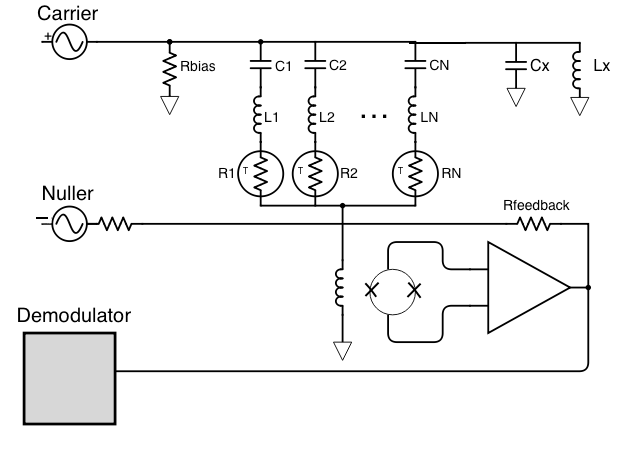 Carrier
+
Rbias
C1
C2
CN
Cx
Lx
L1
L2
...
LN
R1
T
T
R2
T
RN
Nuller
−
Rfeedback
Demodulator